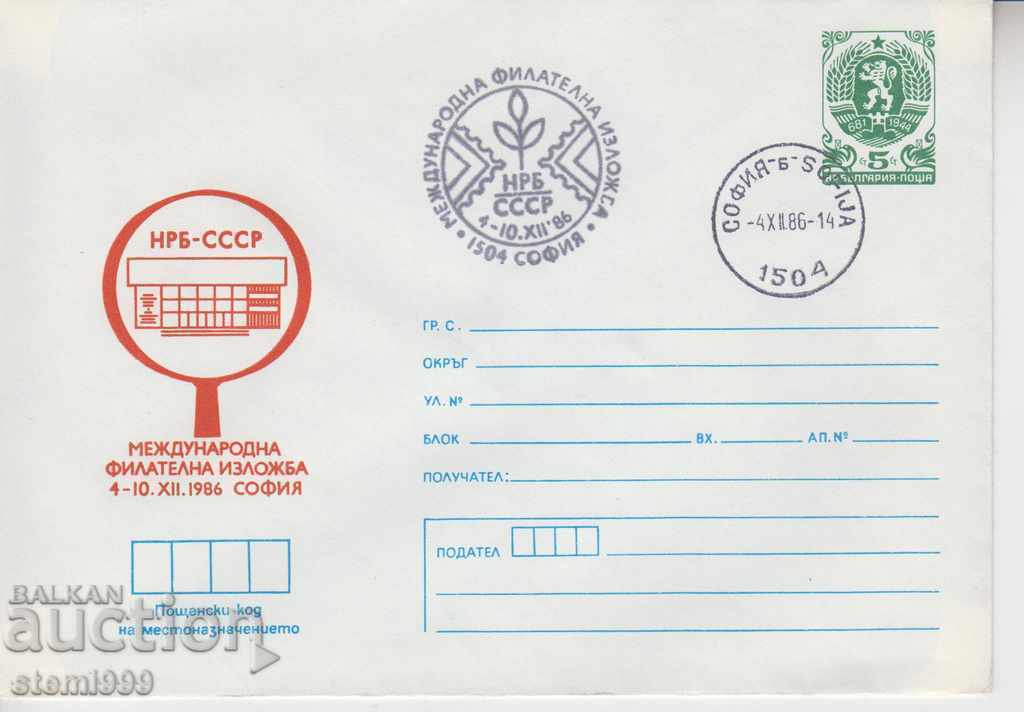 МЕЖДУНАРОДНА ФИЛАТЕЛНА ИЗЛОЖБА
НРБ
СССР
4-10.XII'86
• 1504 СОФИЯ •
681 1944
5
НР БЪЛГАРИЯ·ПОЩА
СОФИЯ-Б-SOFIJA
-4XII.86-14
1504
НРБ-СССР
МЕЖДУНАРОДНА
ФИЛАТЕЛНА ИЗЛОЖБА
4-10.XII.1986 СОФИЯ
ГР. С.
ОКРЪГ
УЛ. №
БЛОК ВХ. АП.№
ПОЛУЧАТЕЛ:
ПОДАТЕЛ
Пощенски код
на местоназначението
BALKAN
auction
stemi999